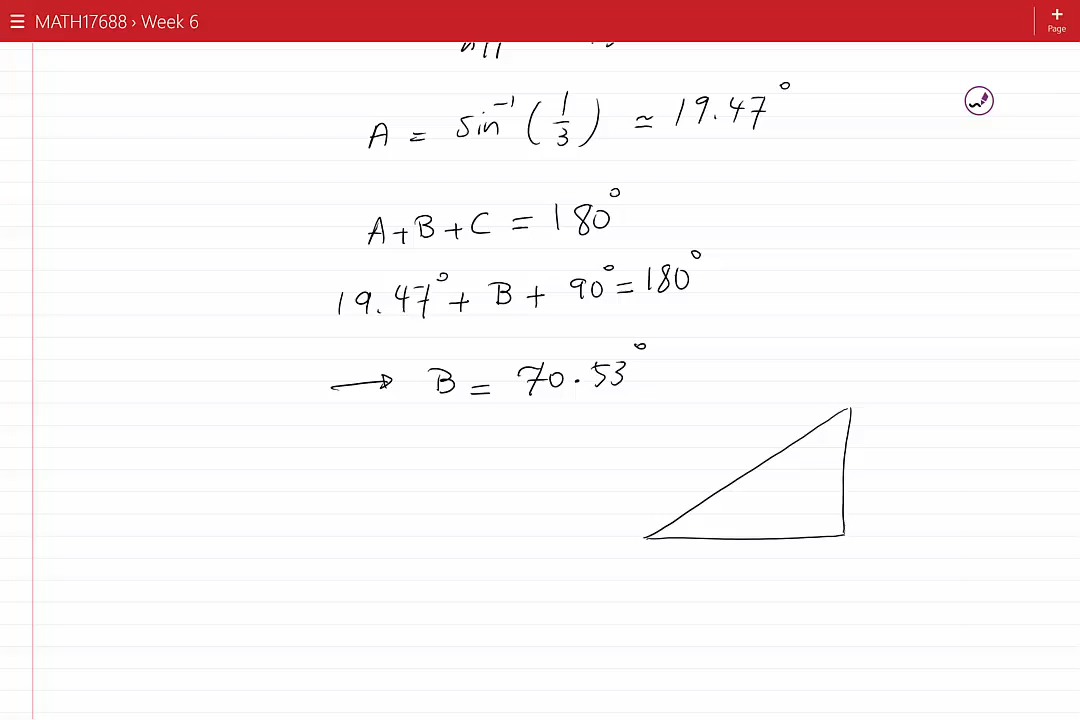 MATH17688 › Week 6
Page
A = sin⁻¹(1/3) ≃ 19.47°
A+B+C = 180°
19.47° + B + 90° = 180°
→ B = 70.53°